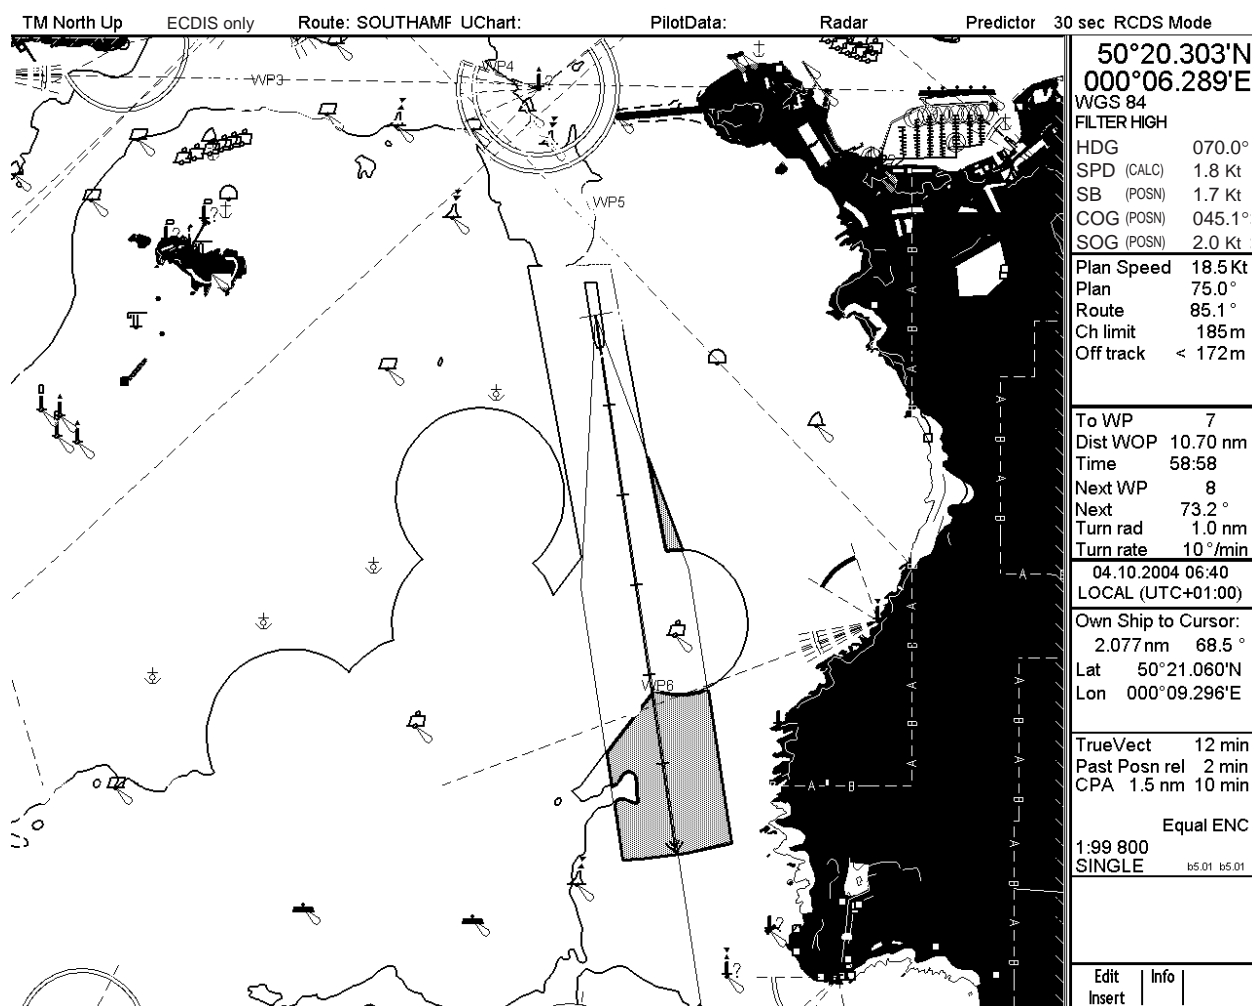 TM North Up ECDIS only Route: SOUTHAMF UChart: PilotData: Radar Predictor 30 sec RCDS Mode
50°20.303'N
000°06.289'E
WGS 84
FILTER HIGH
HDG 070.0°
SPD (CALC) 1.8 Kt
SB (POSN) 1.7 Kt
COG (POSN) 045.1°
SOG (POSN) 2.0 Kt
Plan Speed 18.5 Kt
Plan 75.0°
Route 85.1°
Ch limit 185 m
Off track < 172 m
To WP 7
Dist WOP 10.70 nm
Time 58:58
Next WP 8
Next 73.2°
Turn rad 1.0 nm
Turn rate 10°/min
04.10.2004 06:40
LOCAL (UTC+01:00)
Own Ship to Cursor:
2.077 nm 68.5°
Lat 50°21.060'N
Lon 000°09.296'E
TrueVect 12 min
Past Posn rel 2 min
CPA 1.5 nm 10 min
Equal ENC
1:99 800
SINGLE b5.01 b5.01
Edit Info
Insert
WP3
WP4
?
WP5
?
?
B
A
B
A
B
A
B
A
B
A
B
B
A
B
A
WP6
A
B
A
B
A
B
A
B
A
B
?
?